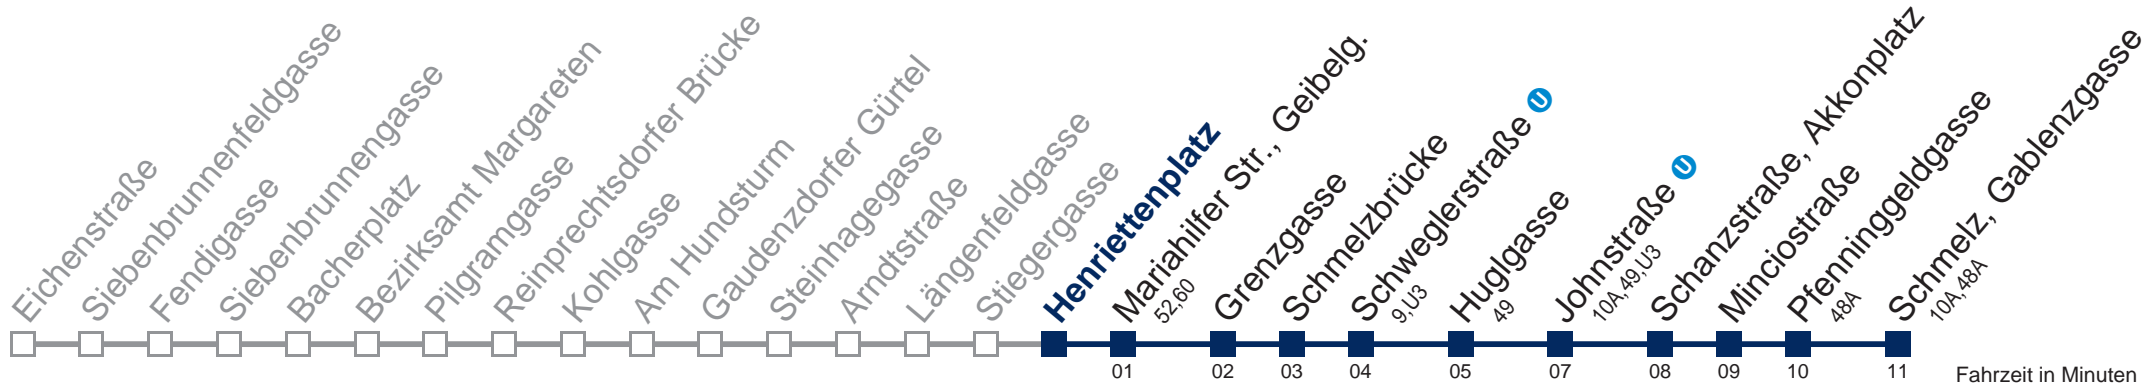 Eichenstraße
Siebenbrunnenfeldgasse
Fendigasse
Siebenbrunnengasse
Bacherplatz
Bezirksamt Margareten
Pilgramgasse
Reinprechtsdorfer Brücke
Kohlgasse
Am Hundsturm
Gaudenzdorfer Gürtel
Steinhagegasse
Arndtstraße
Längenfeldgasse
Stiegergasse
Henriettenplatz
Mariahilfer Str., Geibelg.
52,60
Grenzgasse
Schmelzbrücke
Schweglerstraße U
9,U3
Huglgasse
49
Johnstraße U
10A,49,U3
Schanzstraße, Akkonplatz
Minciostraße
Pfenninggeldgasse
48A
Schmelz, Gablenzgasse
10A,48A
01 02 03 04 05 07 08 09 10 11
Fahrzeit in Minuten